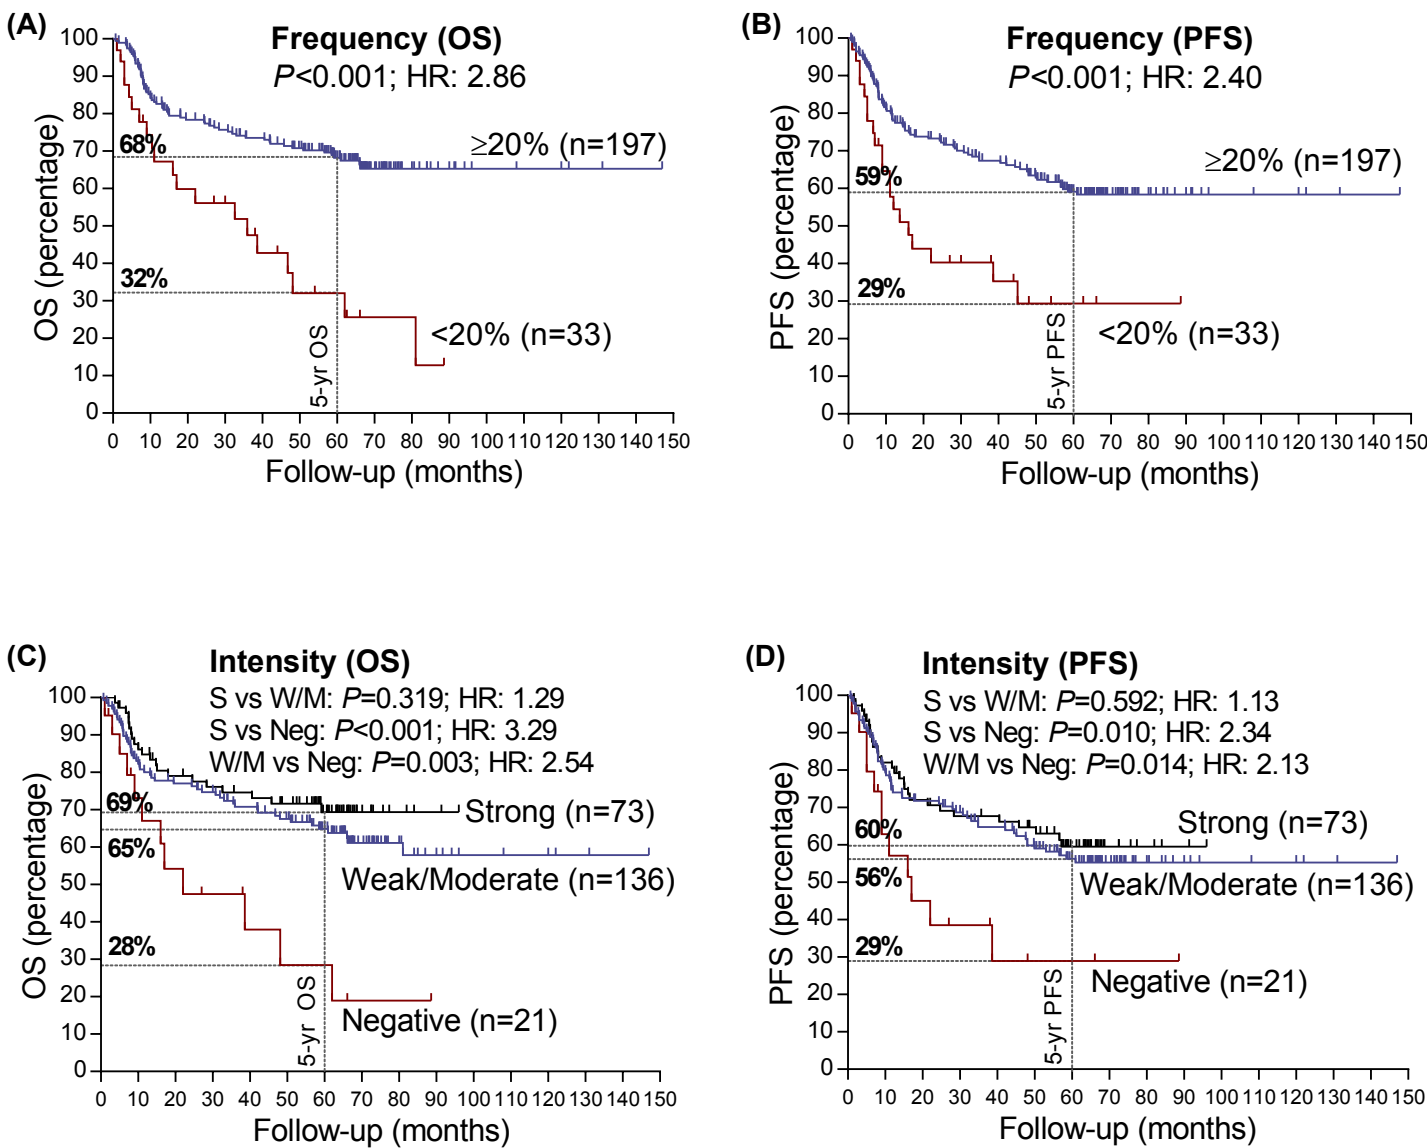 (A)
Frequency (OS)
P<0.001; HR: 2.86
100
90
80
70
60
50
40
30
20
10
0
OS (percentage)
68%
32%
≥20% (n=197)
<20% (n=33)
5-yr OS
0 10 20 30 40 50 60 70 80 90 100 110 120 130 140 150
Follow-up (months)
(B)
Frequency (PFS)
P<0.001; HR: 2.40
100
90
80
70
60
50
40
30
20
10
0
PFS (percentage)
59%
29%
≥20% (n=197)
<20% (n=33)
5-yr PFS
0 10 20 30 40 50 60 70 80 90 100 110 120 130 140 150
Follow-up (months)
(C)
Intensity (OS)
S vs W/M: P=0.319; HR: 1.29
S vs Neg: P<0.001; HR: 3.29
W/M vs Neg: P=0.003; HR: 2.54
100
90
80
70
60
50
40
30
20
10
0
OS (percentage)
69%
65%
28%
Strong (n=73)
Weak/Moderate (n=136)
Negative (n=21)
5-yr OS
0 10 20 30 40 50 60 70 80 90 100 110 120 130 140 150
Follow-up (months)
(D)
Intensity (PFS)
S vs W/M: P=0.592; HR: 1.13
S vs Neg: P=0.010; HR: 2.34
W/M vs Neg: P=0.014; HR: 2.13
100
90
80
70
60
50
40
30
20
10
0
PFS (percentage)
60%
56%
29%
Strong (n=73)
Weak/Moderate (n=136)
Negative (n=21)
5-yr PFS
0 10 20 30 40 50 60 70 80 90 100 110 120 130 140 150
Follow-up (months)